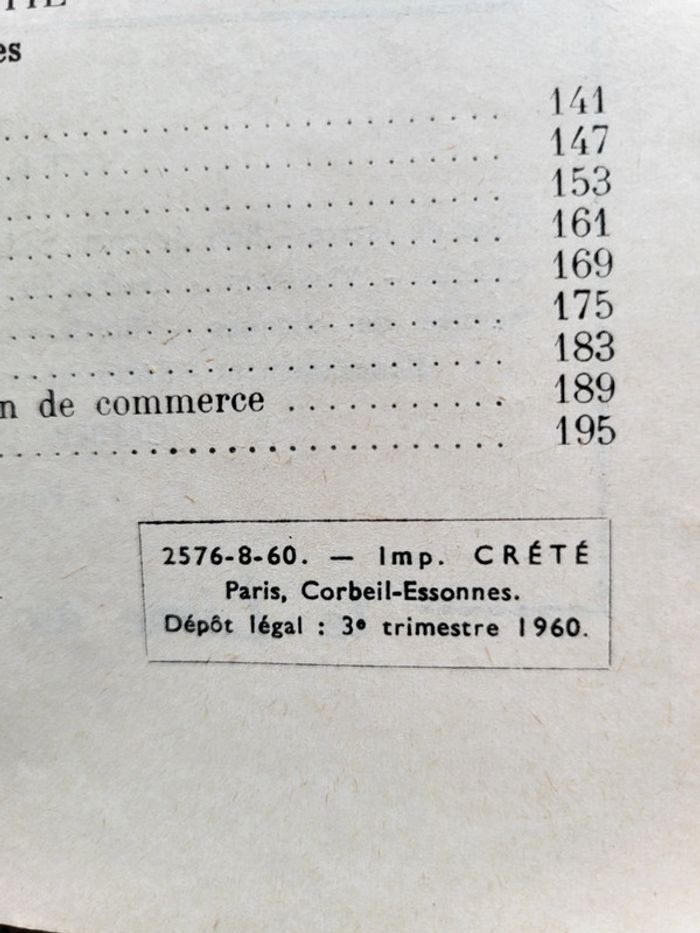 es
141
147
153
161
169
175
183
n de commerce .......... 189
195
2576-8-60. — Imp. CRÉTÉ
Paris, Corbeil-Essonnes.
Dépôt légal : 3e trimestre 1960.